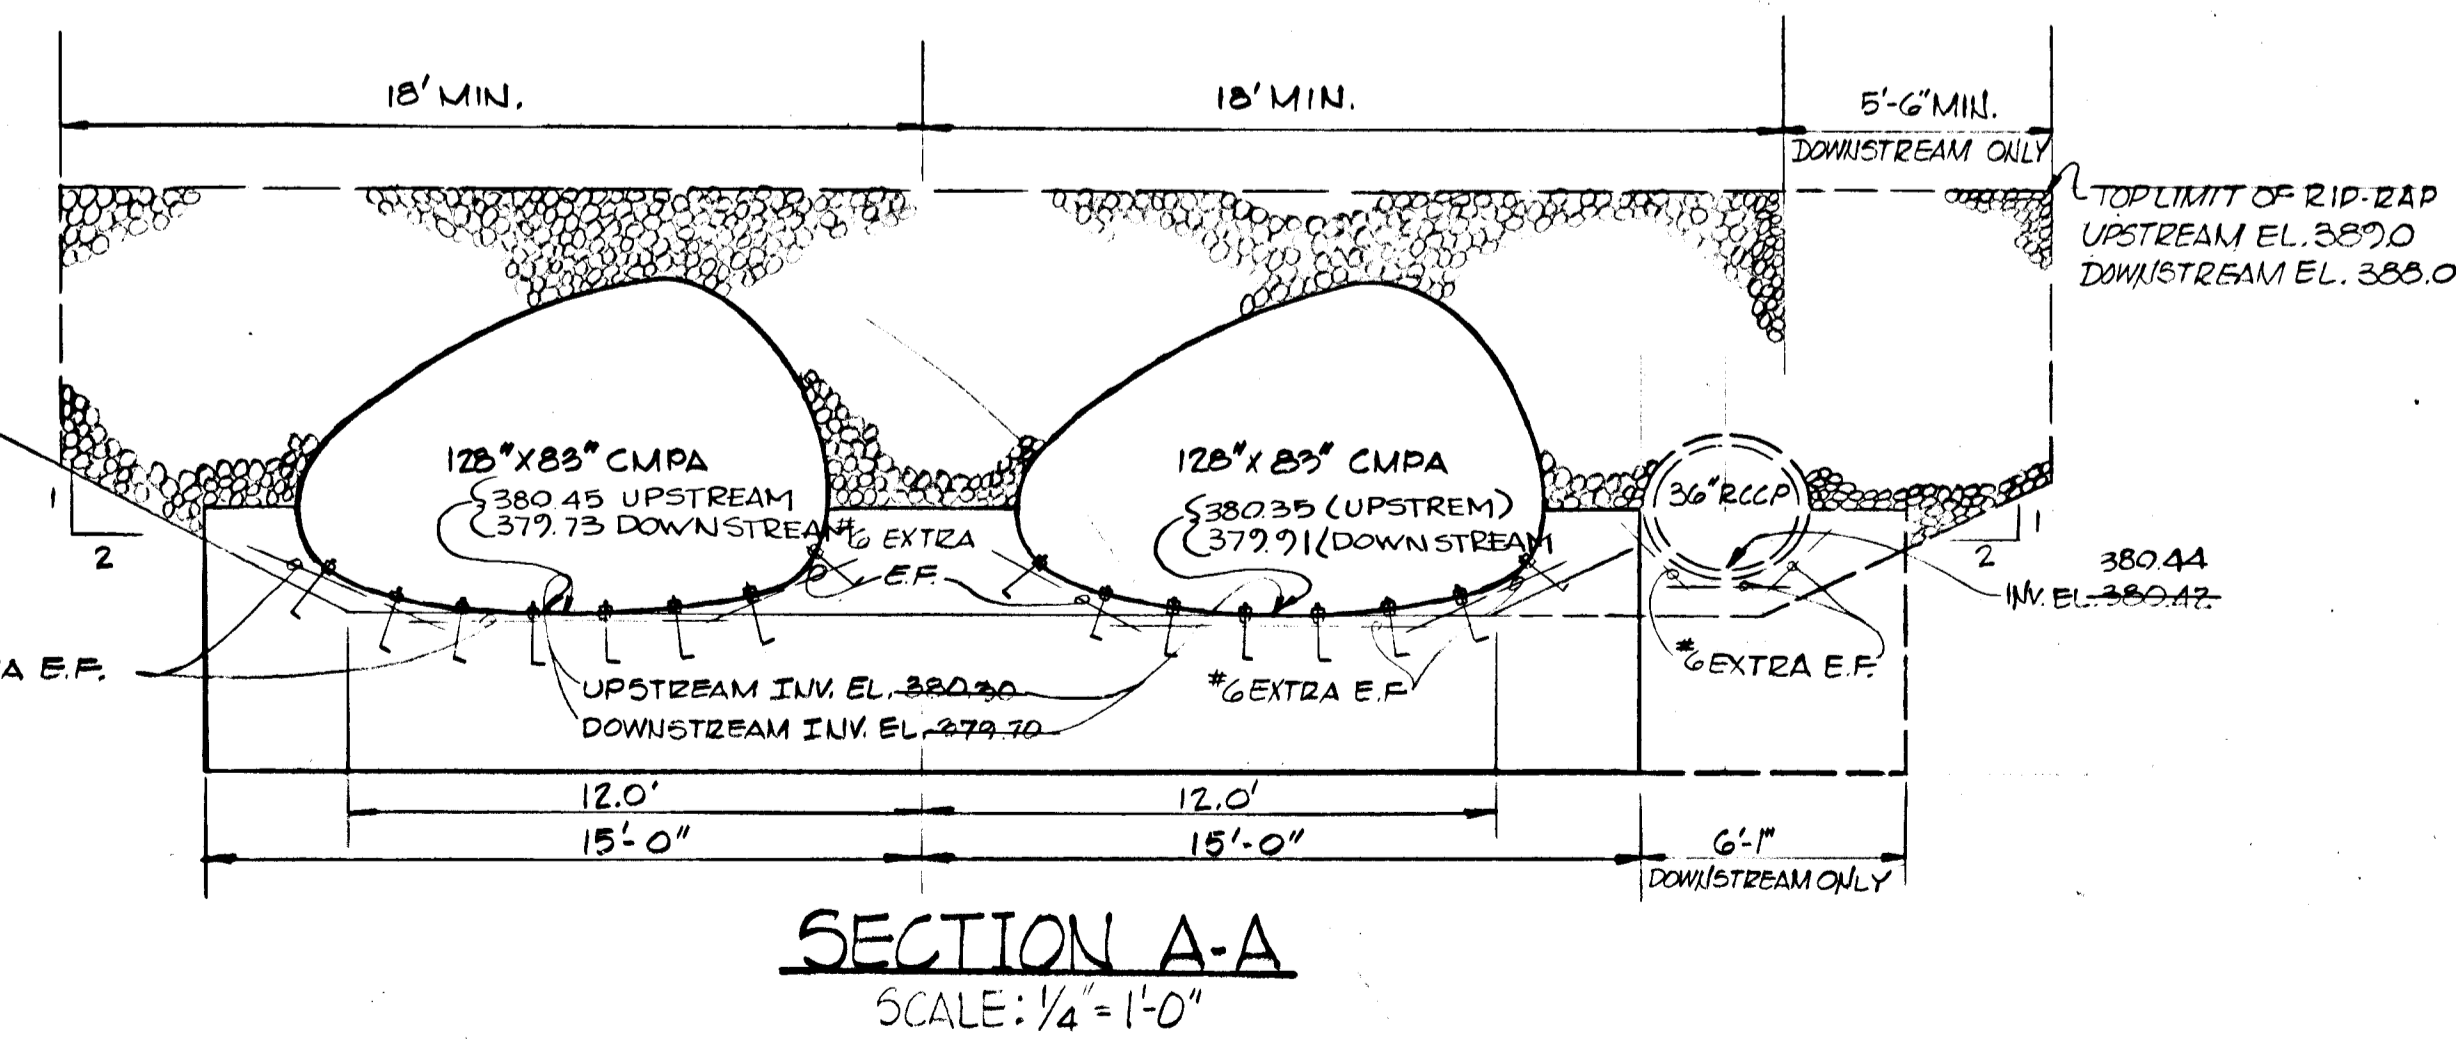 18' MIN.
18' MIN.
5'-6" MIN.
DOWNSTREAM ONLY
TOP LIMIT OF RIP-RAP
UPSTREAM EL. 389.0
DOWNSTREAM EL. 388.0
128" X 83" CMPA
380.45 UPSTREAM
379.73 DOWNSTREAM
#6 EXTRA
E.F.
128" X 83" CMPA
380.35 (UPSTREM)
379.91 (DOWNSTREAM
36" RCCP
1
2
1
2
380.44
INV. EL. 380.42
A E.F.
UPSTREAM INV. EL. 380.30
DOWNSTREAM INV. EL. 379.70
#6 EXTRA E.F.
#6 EXTRA E.F.
12.0'
12.0'
15'-0"
15'-0"
6'-1"
DOWNSTREAM ONLY
SECTION A-A
SCALE: 1/4" = 1'-0"